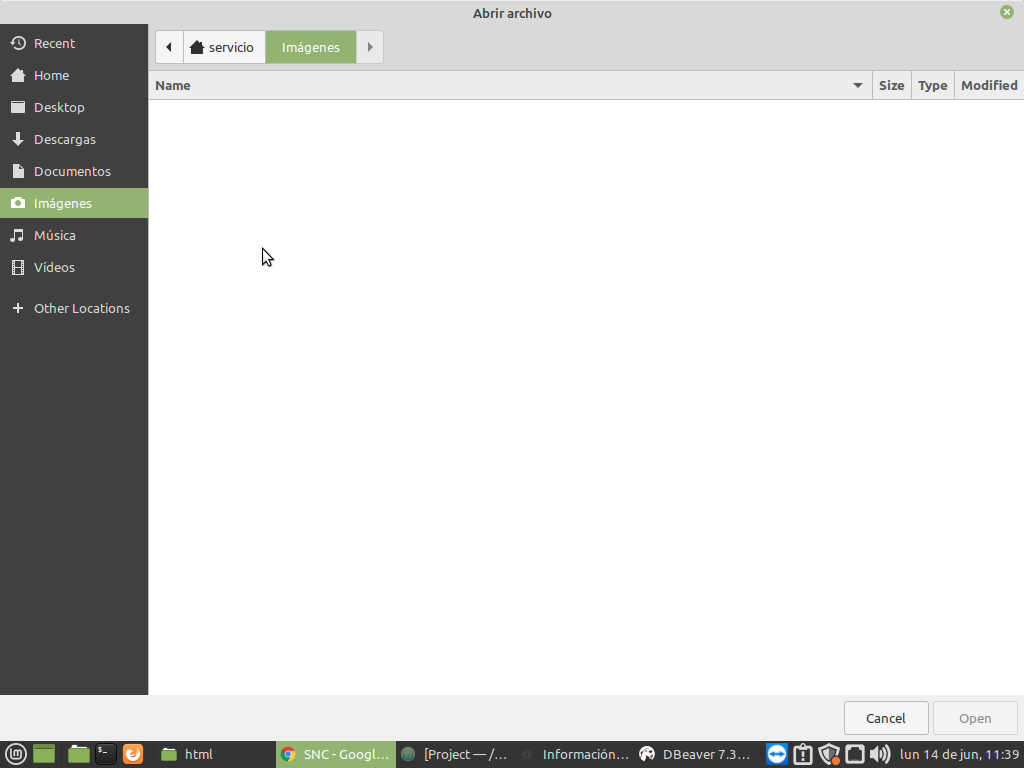 Abrir archivo
Recent
Home
Desktop
Descargas
Documentos
Imágenes
Música
Vídeos
Other Locations
servicio Imágenes
Name Size Type Modified
Cancel Open
html SNC - Googl... [Project — /... Información... DBeaver 7.3... lun 14 de jun, 11:39